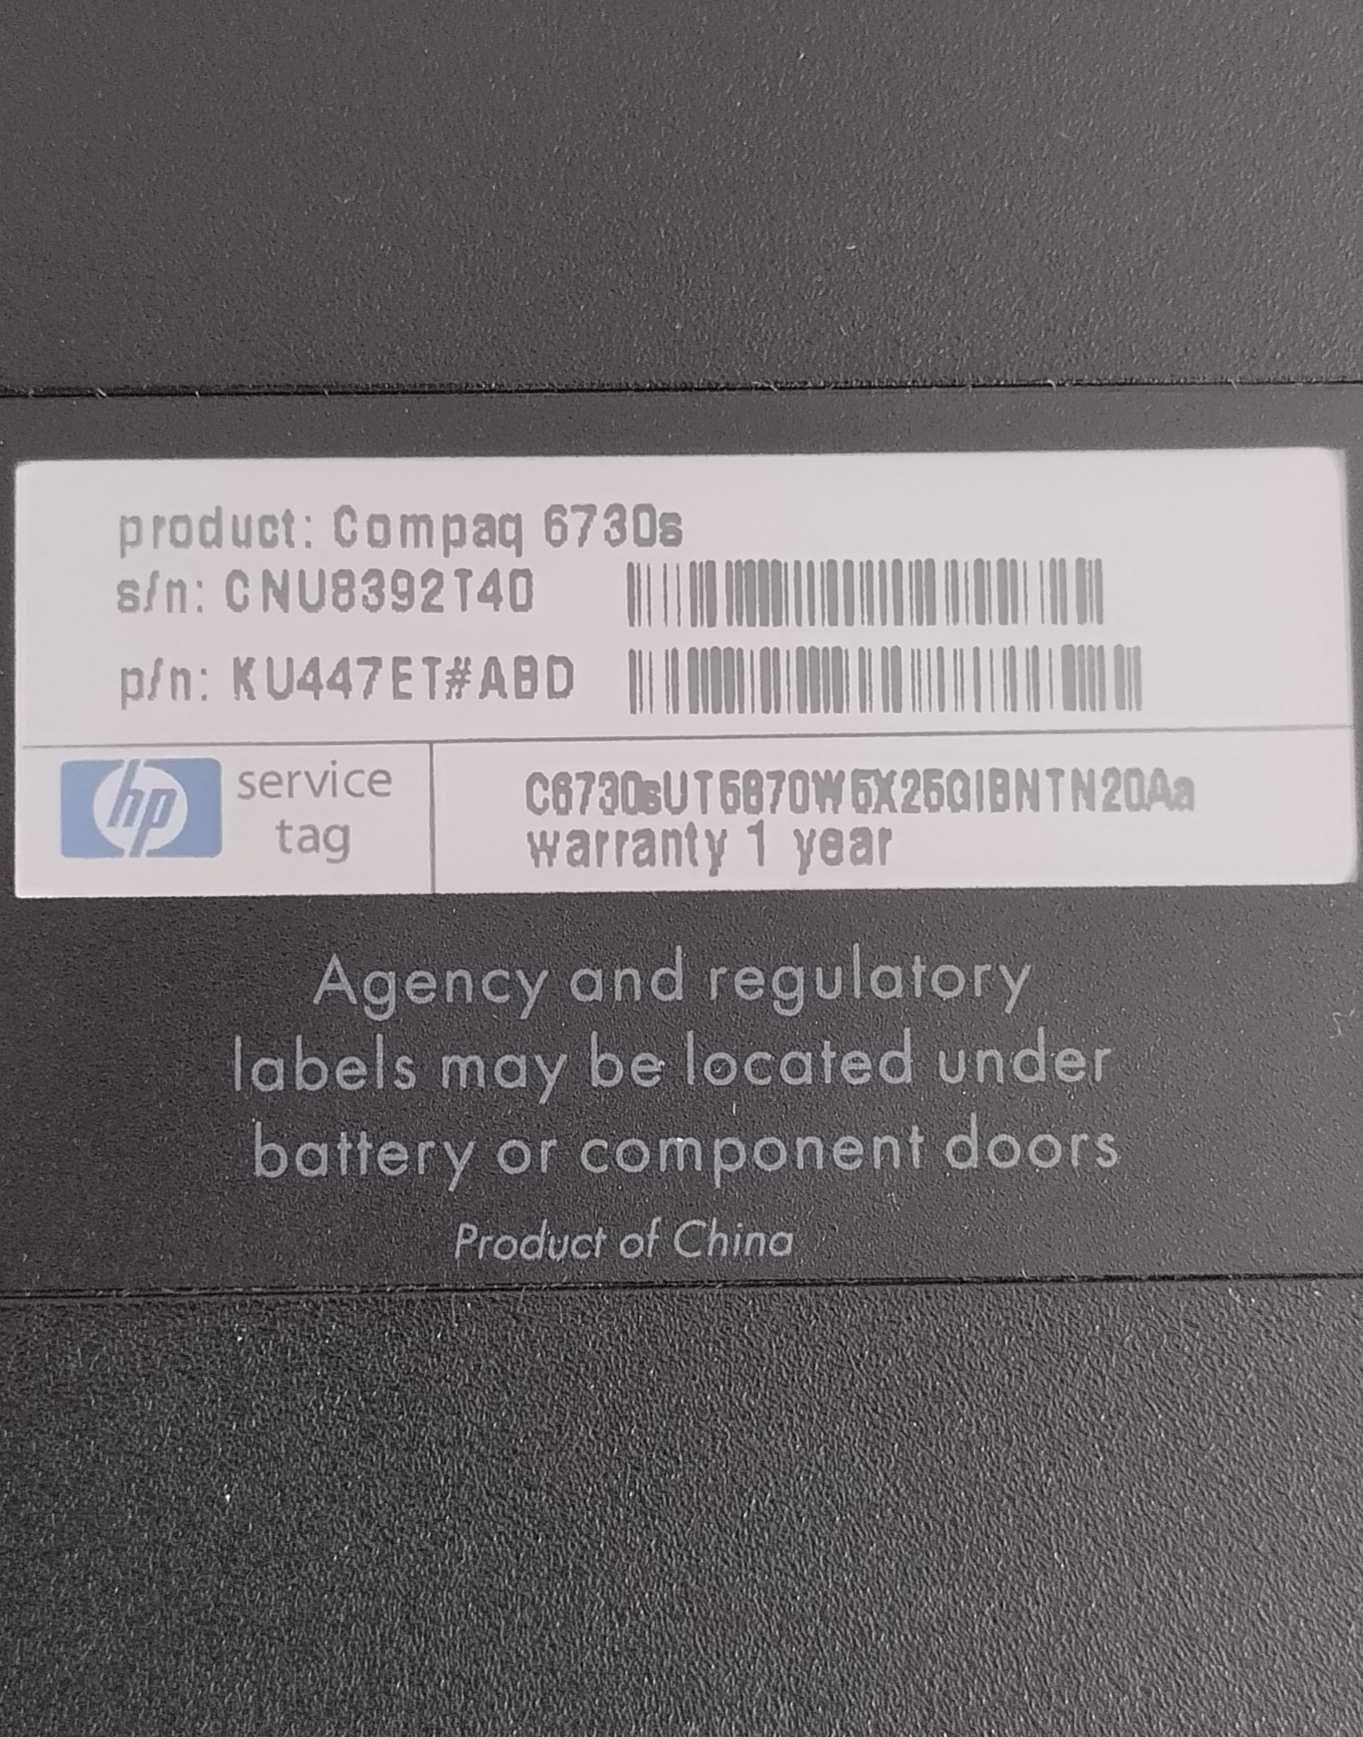 product: Compaq 6730s
s/n: CNU8392T40
p/n: KU447ET#ABD
hp
service
tag
C6730sUT5870W5X25GIBNTN20Aa
warranty 1 year
Agency and regulatory
labels may be located under
battery or component doors
Product of China